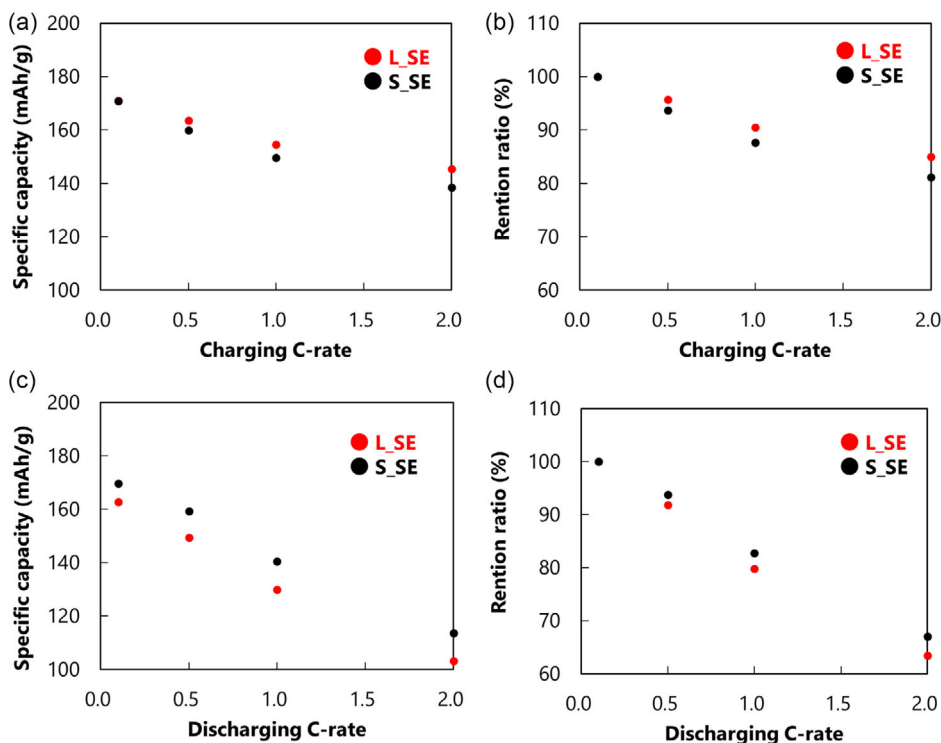 (a)
Specific capacity (mAh/g)
200
180
160
140
120
100
0.0 0.5 1.0 1.5 2.0
Charging C-rate
L_SE
S_SE
(b)
Rention ratio (%)
110
100
90
80
70
60
0.0 0.5 1.0 1.5 2.0
Charging C-rate
L_SE
S_SE
(c)
Specific capacity (mAh/g)
200
180
160
140
120
100
0.0 0.5 1.0 1.5 2.0
Discharging C-rate
L_SE
S_SE
(d)
Rention ratio (%)
110
100
90
80
70
60
0.0 0.5 1.0 1.5 2.0
Discharging C-rate
L_SE
S_SE